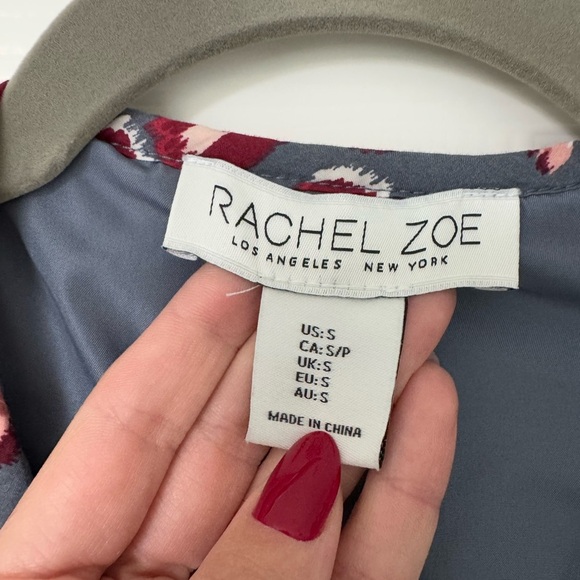 RACHEL ZOE
LOS ANGELES NEW YORK
US: S
CA: S/P
UK: S
EU: S
AU: S
MADE IN CHINA